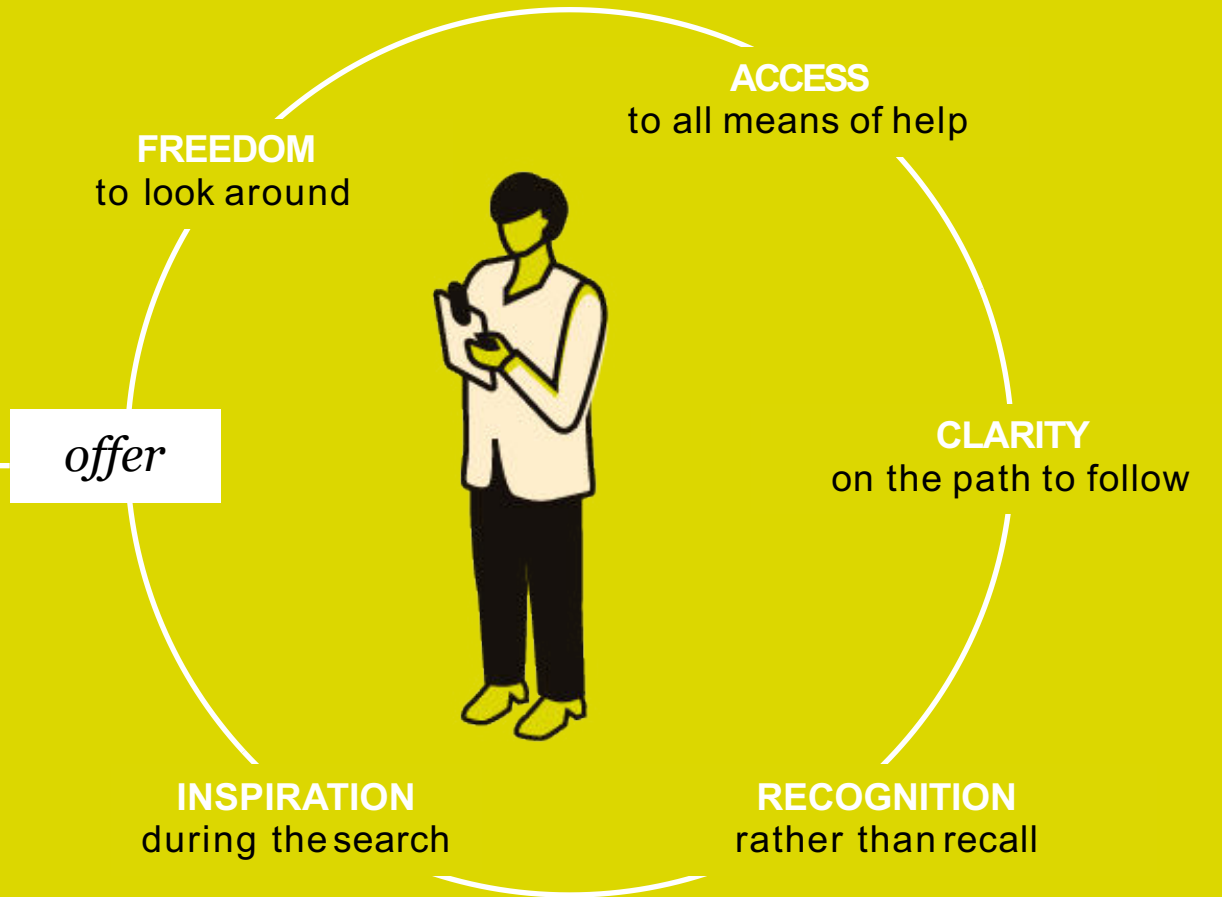 ACCESS
to all means of help
FREEDOM
to look around
offer
CLARITY
on the path to follow
INSPIRATION
during the search
RECOGNITION
rather than recall